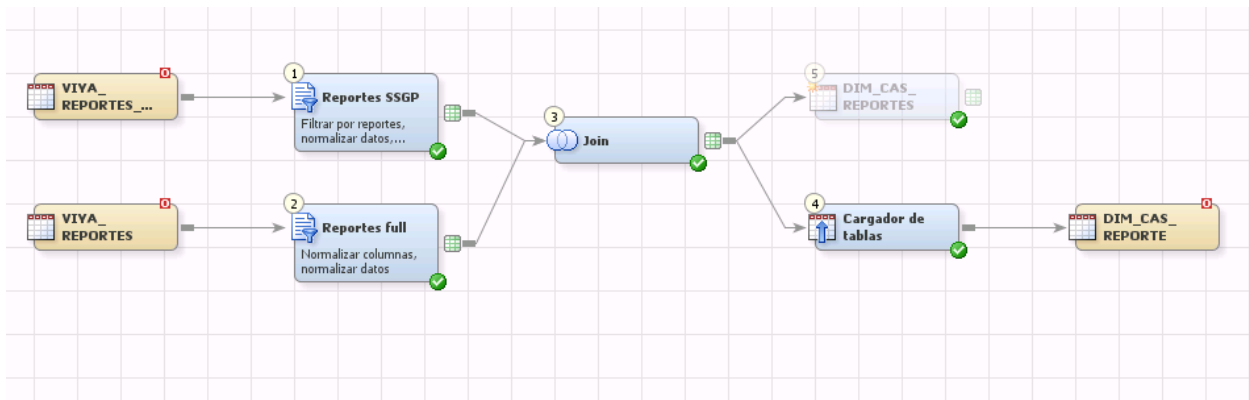 VIYA_
REPORTES_...
1
Reportes SSGP
Filtrar por reportes,
normalizar datos,...
VIYA_
REPORTES
2
Reportes full
Normalizar columnas,
normalizar datos
3
Join
5
DIM_CAS_
REPORTES
4
Cargador de
tablas
DIM_CAS_
REPORTE